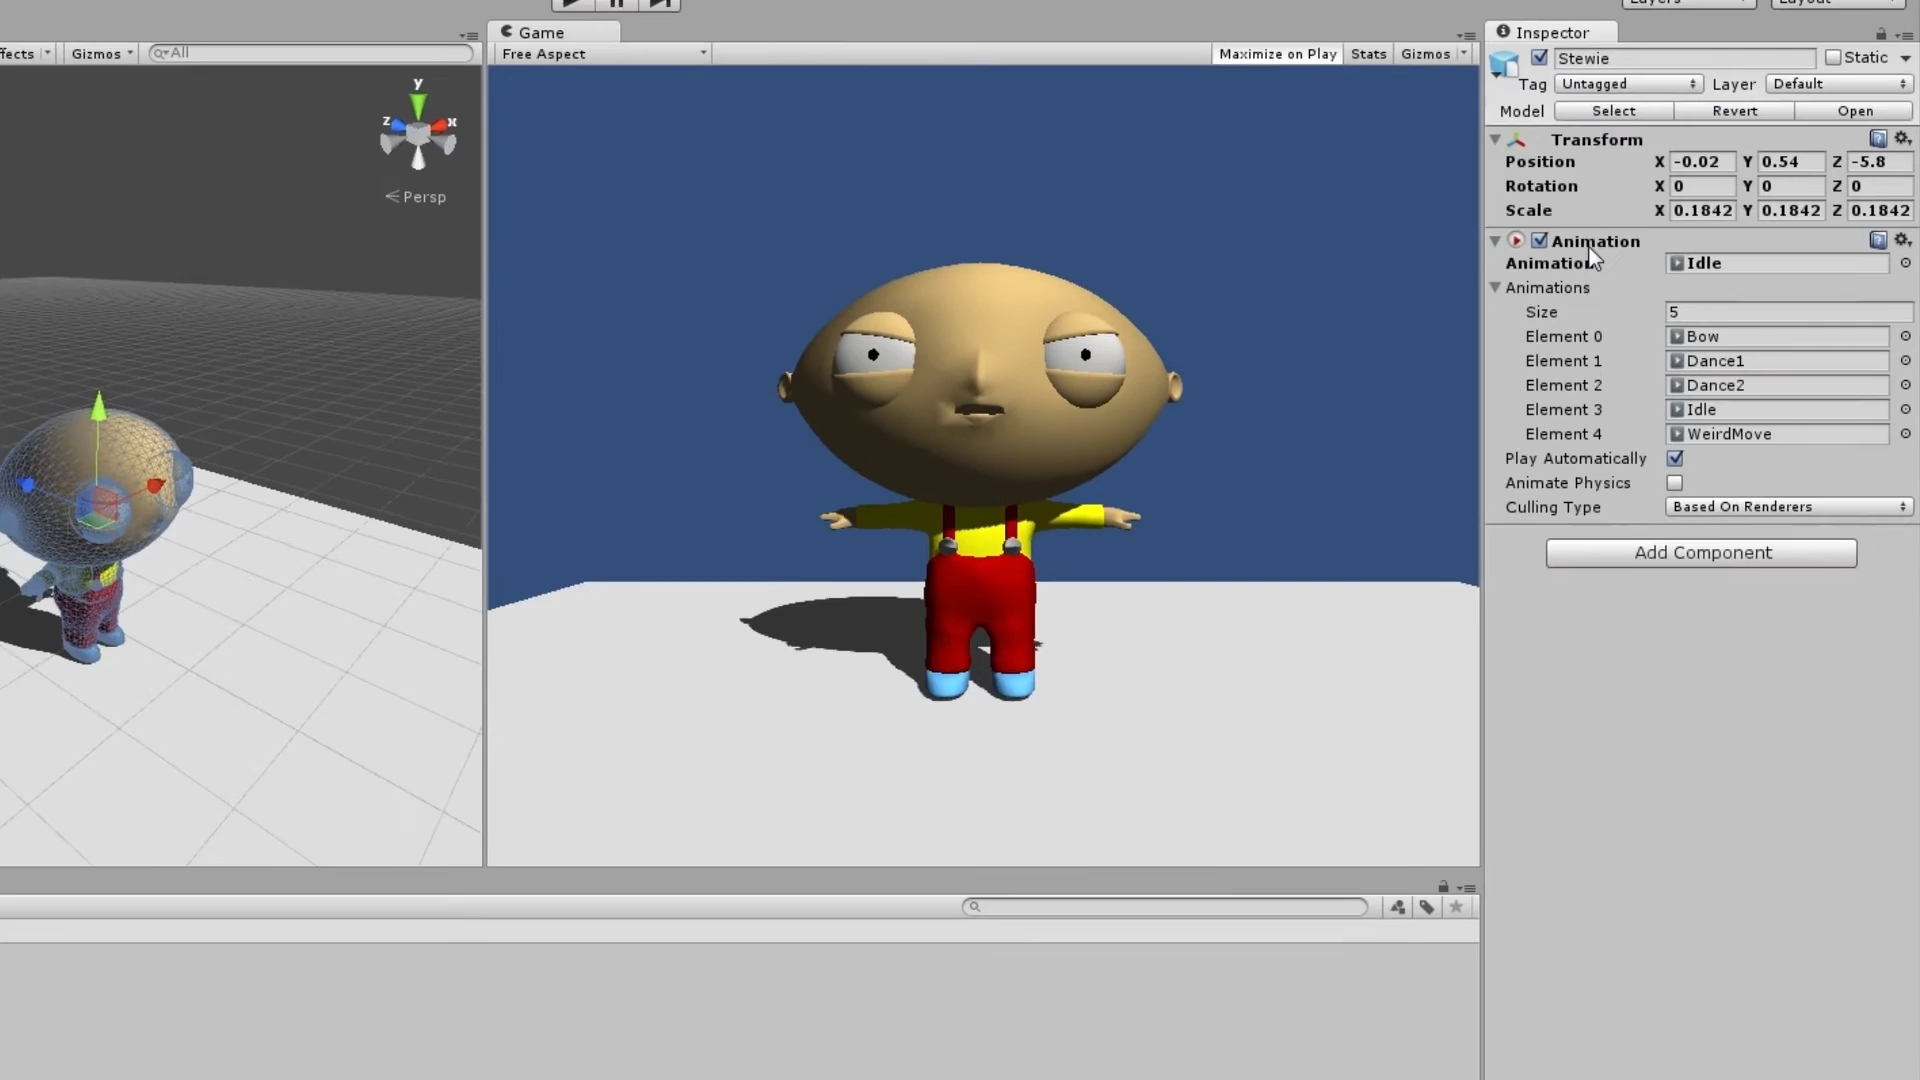 Layers
Layout
Game
Inspector
ffects
Gizmos
All
Free Aspect
Maximize on Play
Stats
Gizmos
Stewie
Static
Tag
Untagged
Layer
Default
Model
Select
Revert
Open
y
z
x
Persp
Transform
Position
X -0.02 Y 0.54 Z -5.8
Rotation
X 0 Y 0 Z 0
Scale
X 0.1842 Y 0.1842 Z 0.1842
Animation
Animation
Idle
Animations
Size
5
Element 0
Bow
Element 1
Dance1
Element 2
Dance2
Element 3
Idle
Element 4
WeirdMove
Play Automatically
Animate Physics
Culling Type
Based On Renderers
Add Component